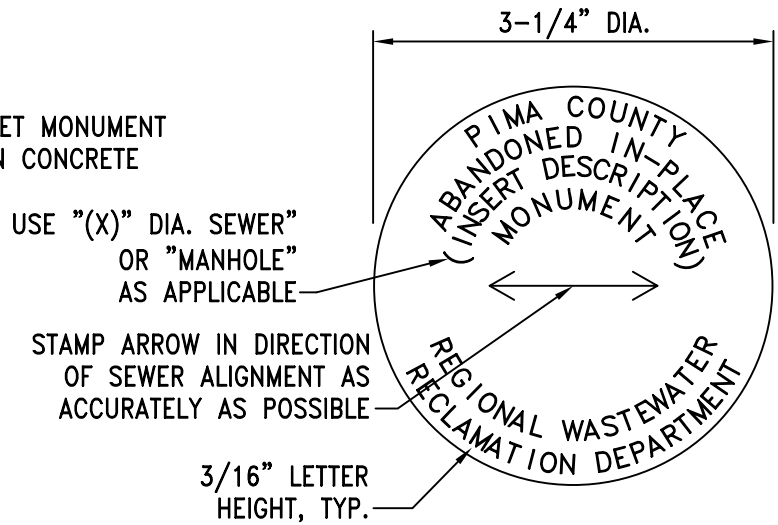 3-1/4" DIA.
MONUMENT
CONCRETE
USE "(X)" DIA. SEWER"
OR "MANHOLE"
AS APPLICABLE
STAMP ARROW IN DIRECTION
OF SEWER ALIGNMENT AS
ACCURATELY AS POSSIBLE
3/16" LETTER
HEIGHT, TYP.
PIMA COUNTY
ABANDONED IN-PLACE
(INSERT DESCRIPTION)
MONUMENT
REGIONAL WASTEWATER
RECLAMATION DEPARTMENT